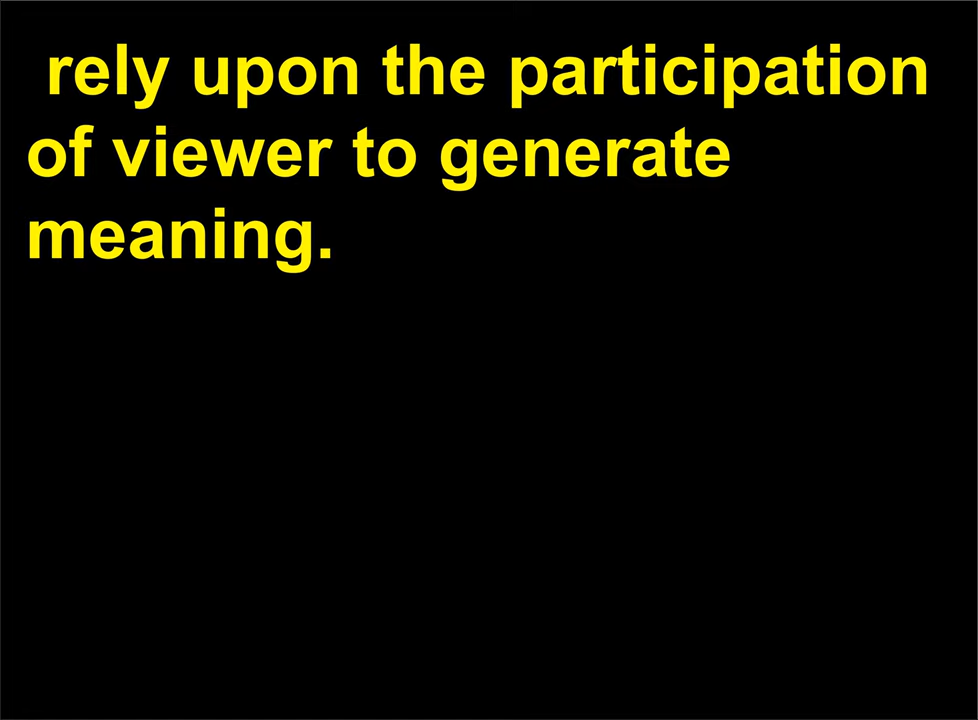 rely upon the participation
of viewer to generate
meaning.